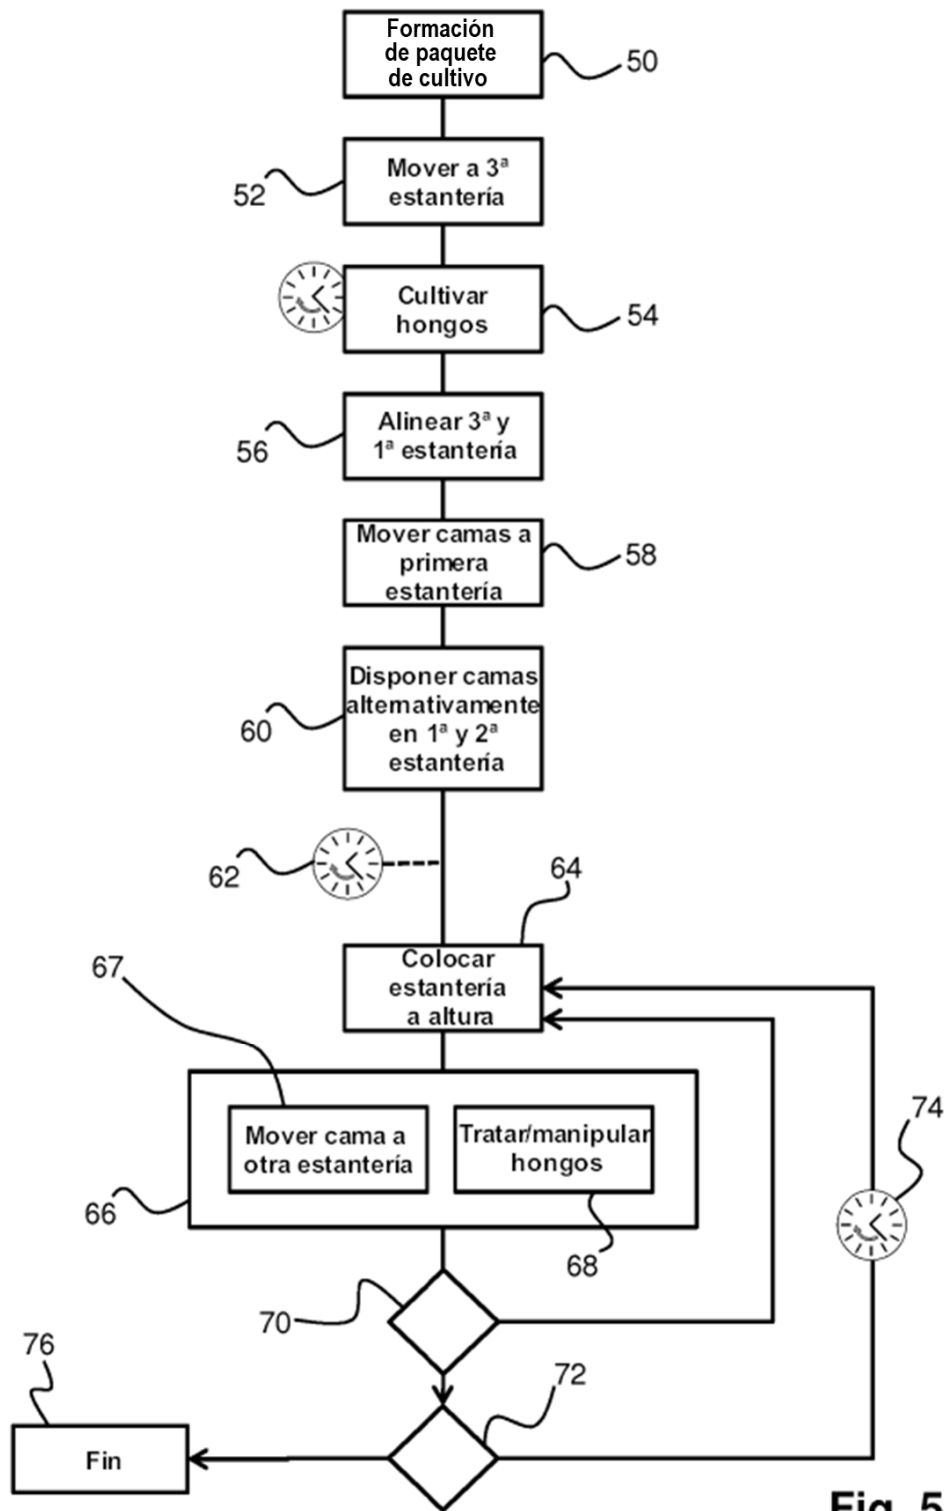 Formación
de paquete
de cultivo
50
Mover a 3ª
estantería
52
Cultivar
hongos
54
Alinear 3ª y
1ª estantería
56
Mover camas a
primera
estantería
58
Disponer camas
alternativamente
en 1ª y 2ª
estantería
60
62
64
Colocar
estantería
a altura
67
Mover cama a
otra estantería
Tratar/manipular
hongos
74
66
68
70
76
72
Fin
Fig. 5